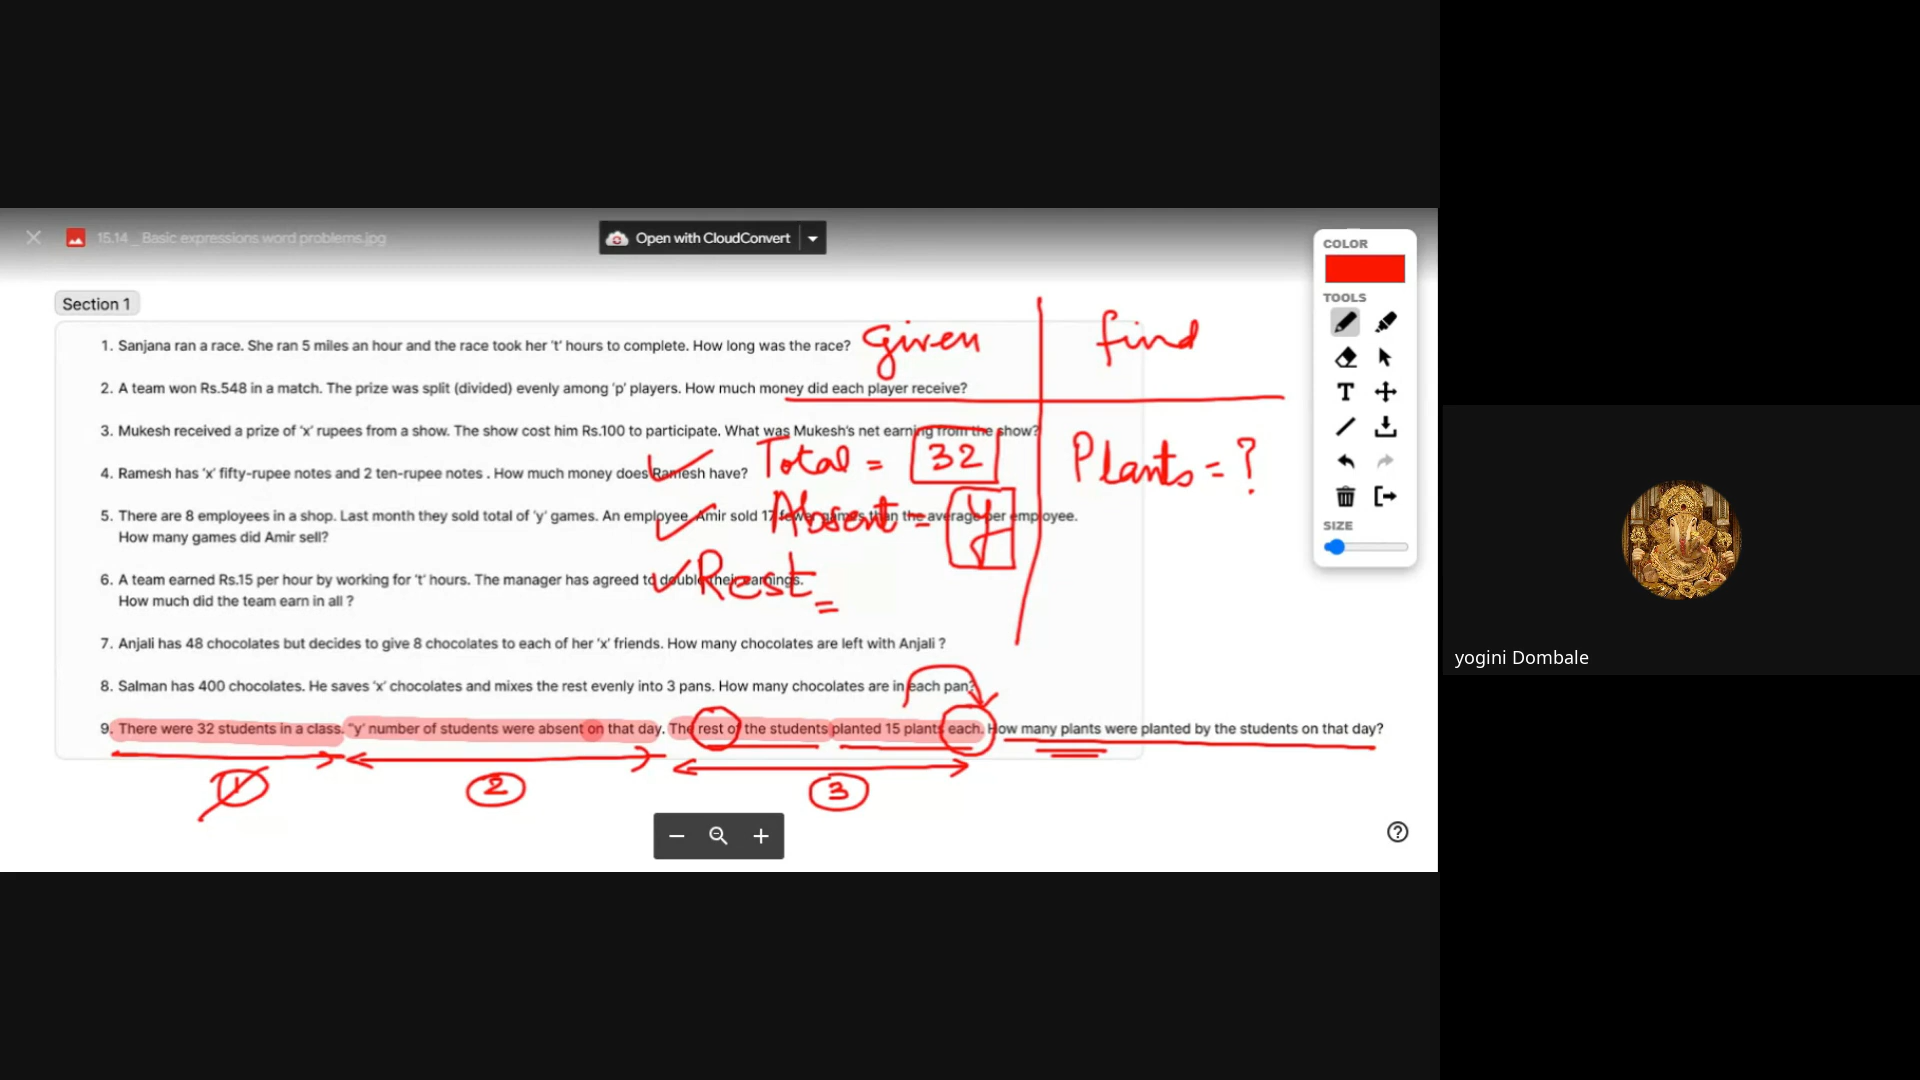 15.14 _ Basic expressions word problems.jpg
Open with CloudConvert
COLOR
TOOLS
T
SIZE
Section 1
1. Sanjana ran a race. She ran 5 miles an hour and the race took her 't' hours to complete. How long was the race?
given
find
2. A team won Rs.548 in a match. The prize was split (divided) evenly among 'p' players. How much money did each player receive?
3. Mukesh received a prize of 'x' rupees from a show. The show cost him Rs.100 to participate. What was Mukesh's net earning from the show?
Total = 32
Plants = ?
4. Ramesh has 'x' fifty-rupee notes and 2 ten-rupee notes . How much money does Ramesh have?
Absent = y
5. There are 8 employees in a shop. Last month they sold total of 'y' games. An employee, Amir sold 17 fewer games than the average per employee.
How many games did Amir sell?
Rest =
6. A team earned Rs.15 per hour by working for 't' hours. The manager has agreed to double their earnings.
How much did the team earn in all ?
7. Anjali has 48 chocolates but decides to give 8 chocolates to each of her 'x' friends. How many chocolates are left with Anjali ?
8. Salman has 400 chocolates. He saves 'x' chocolates and mixes the rest evenly into 3 pans. How many chocolates are in each pan?
9. There were 32 students in a class. "y' number of students were absent on that day. The rest of the students planted 15 plants each. How many plants were planted by the students on that day?
1
2
3
yogini Dombale